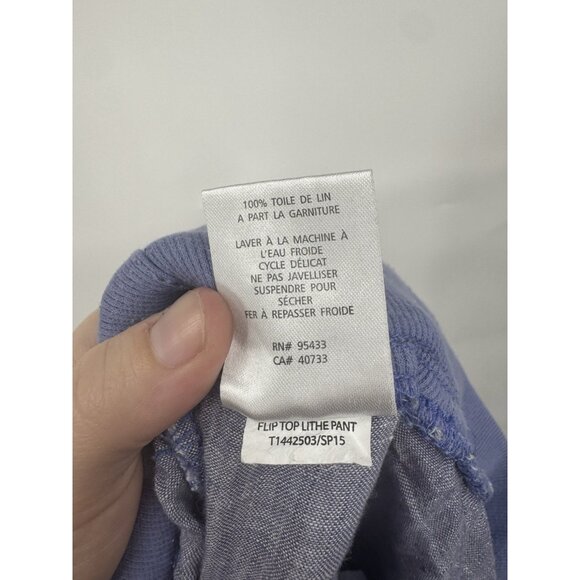 100% TOILE DE LIN
A PART LA GARNITURE
LAVER À LA MACHINE À
L'EAU FROIDE
CYCLE DÉLICAT
NE PAS JAVELLISER
SUSPENDRE POUR
SÉCHER
FER À REPASSER FROIDE
RN# 95433
CA# 40733
FLIP TOP LITHE PANT
T1442503/SP15